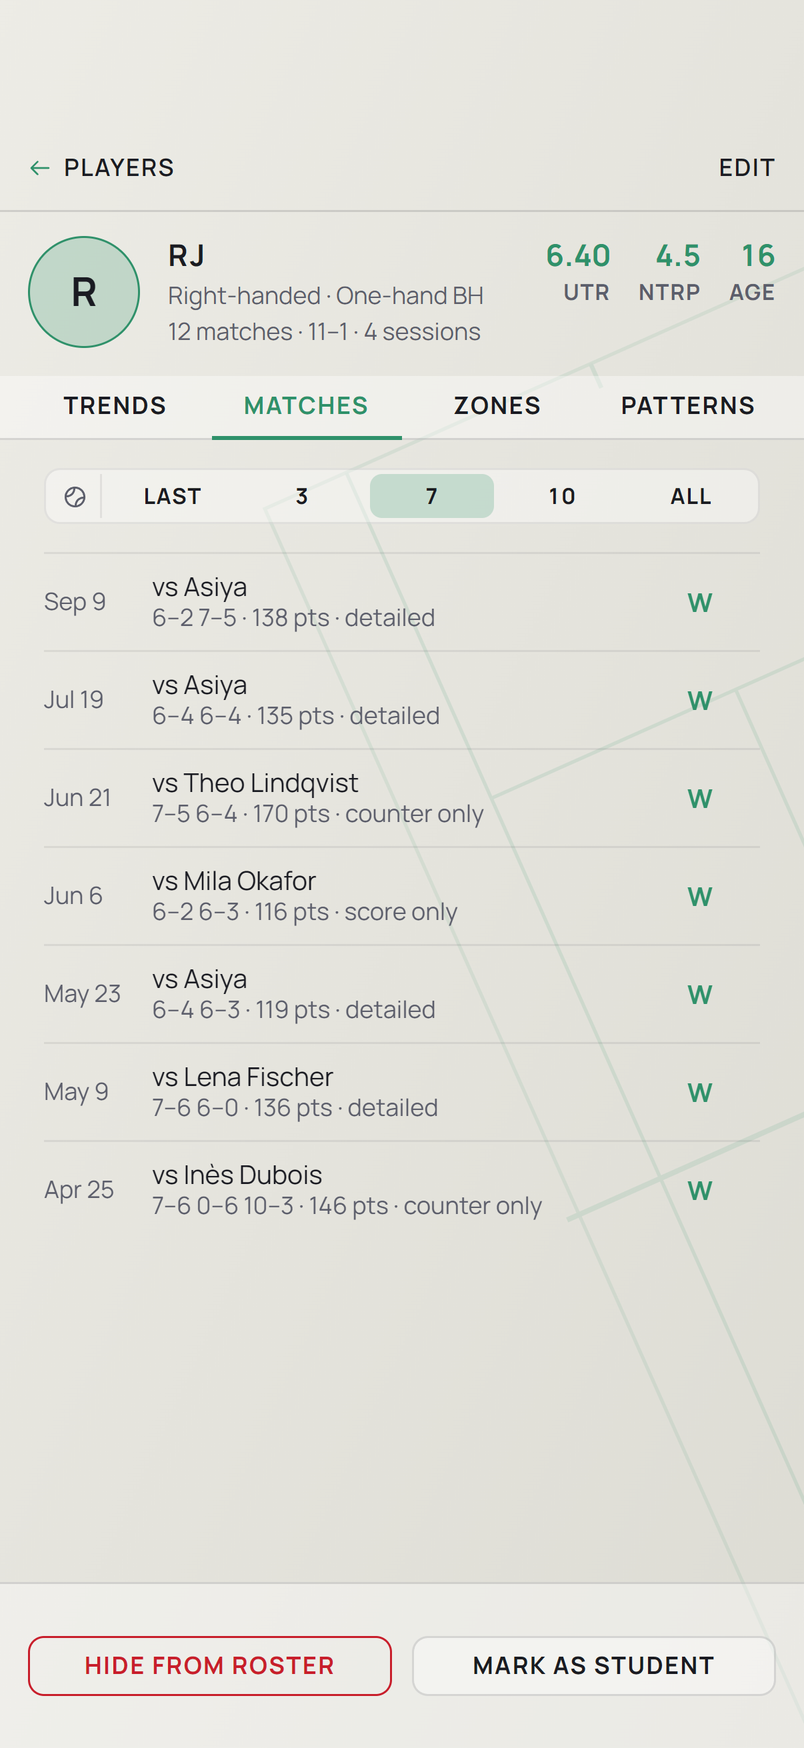 ← PLAYERS EDIT
R
RJ
Right-handed · One-hand BH
12 matches · 11–1 · 4 sessions
6.40 4.5 16
UTR NTRP AGE
TRENDS MATCHES ZONES PATTERNS
LAST 3 7 10 ALL
Sep 9 vs Asiya W
6–2 7–5 · 138 pts · detailed
Jul 19 vs Asiya W
6–4 6–4 · 135 pts · detailed
Jun 21 vs Theo Lindqvist W
7–5 6–4 · 170 pts · counter only
Jun 6 vs Mila Okafor W
6–2 6–3 · 116 pts · score only
May 23 vs Asiya W
6–4 6–3 · 119 pts · detailed
May 9 vs Lena Fischer W
7–6 6–0 · 136 pts · detailed
Apr 25 vs Inès Dubois W
7–6 0–6 10–3 · 146 pts · counter only
HIDE FROM ROSTER MARK AS STUDENT